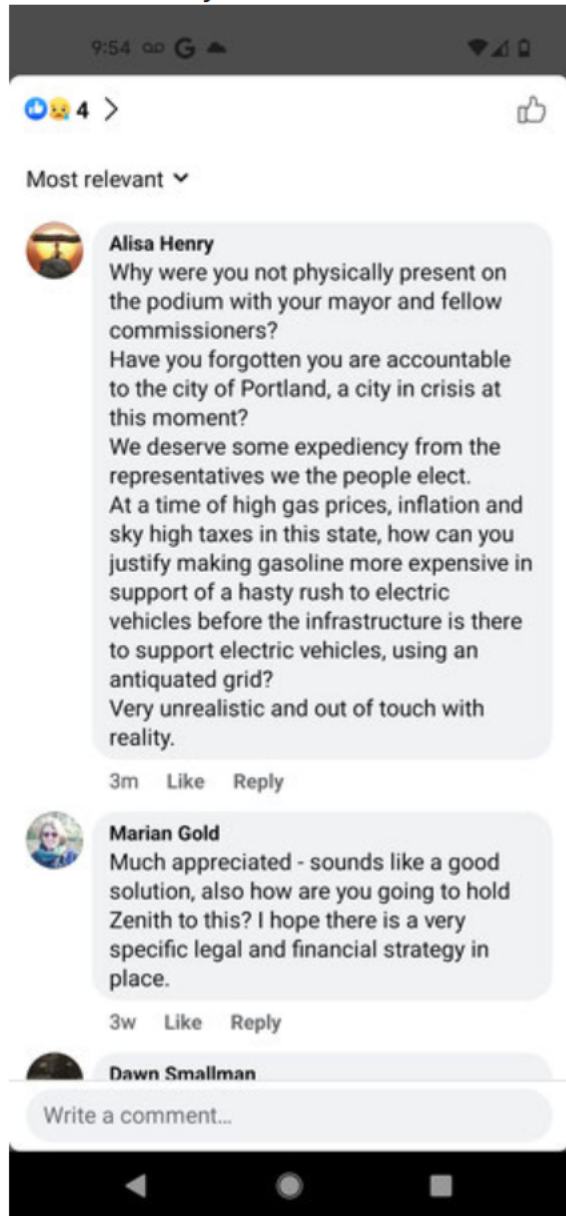 9:54
4
Most relevant
Alisa Henry
Why were you not physically present on
the podium with your mayor and fellow
commissioners?
Have you forgotten you are accountable
to the city of Portland, a city in crisis at
this moment?
We deserve some expediency from the
representatives we the people elect.
At a time of high gas prices, inflation and
sky high taxes in this state, how can you
justify making gasoline more expensive in
support of a hasty rush to electric
vehicles before the infrastructure is there
to support electric vehicles, using an
antiquated grid?
Very unrealistic and out of touch with
reality.
3m Like Reply
Marian Gold
Much appreciated - sounds like a good
solution, also how are you going to hold
Zenith to this? I hope there is a very
specific legal and financial strategy in
place.
3w Like Reply
Dawn Smallman
Write a comment...